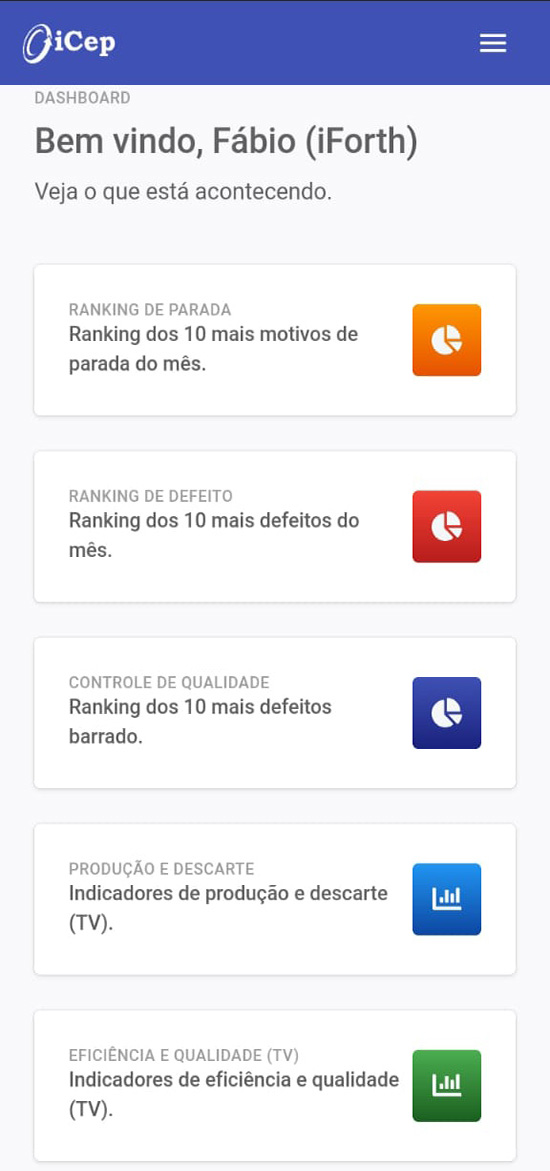 iCep
DASHBOARD
Bem vindo, Fábio (iForth)
Veja o que está acontecendo.
RANKING DE PARADA
Ranking dos 10 mais motivos de
parada do mês.
RANKING DE DEFEITO
Ranking dos 10 mais defeitos do
mês.
CONTROLE DE QUALIDADE
Ranking dos 10 mais defeitos
barrado.
PRODUÇÃO E DESCARTE
Indicadores de produção e descarte
(TV).
EFICIÊNCIA E QUALIDADE (TV)
Indicadores de eficiência e qualidade
(TV).